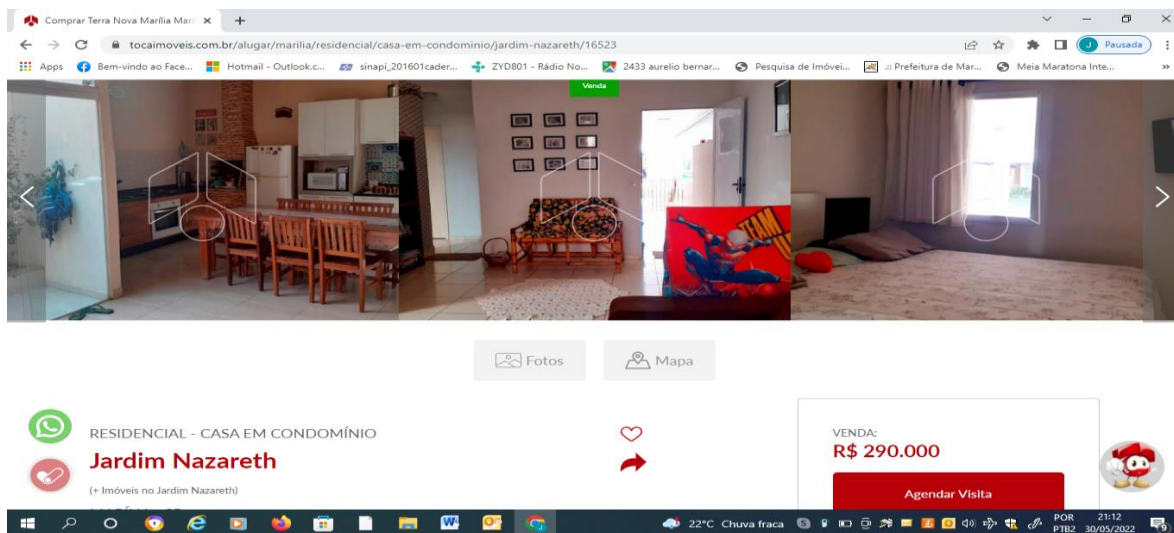 Comprar Terra Nova Marília Mari
tocaimoveis.com.br/alugar/marilia/residencial/casa-em-condominio/jardim-nazareth/16523
J Pausada
Apps Bem-vindo ao Face... Hotmail - Outlook.c... sinapi_201601cader... ZYD801 - Rádio No... 2433 aurelio bernar... Pesquisa de Imóvei... .:: Prefeitura de Mar... Meia Maratona Inte...
Venda
TEAM
Fotos Mapa
RESIDENCIAL - CASA EM CONDOMÍNIO
Jardim Nazareth
(+ Imóveis no Jardim Nazareth)
VENDA:
R$ 290.000
Agendar Visita
22°C Chuva fraca
POR 21:12
PTB2 30/05/2022